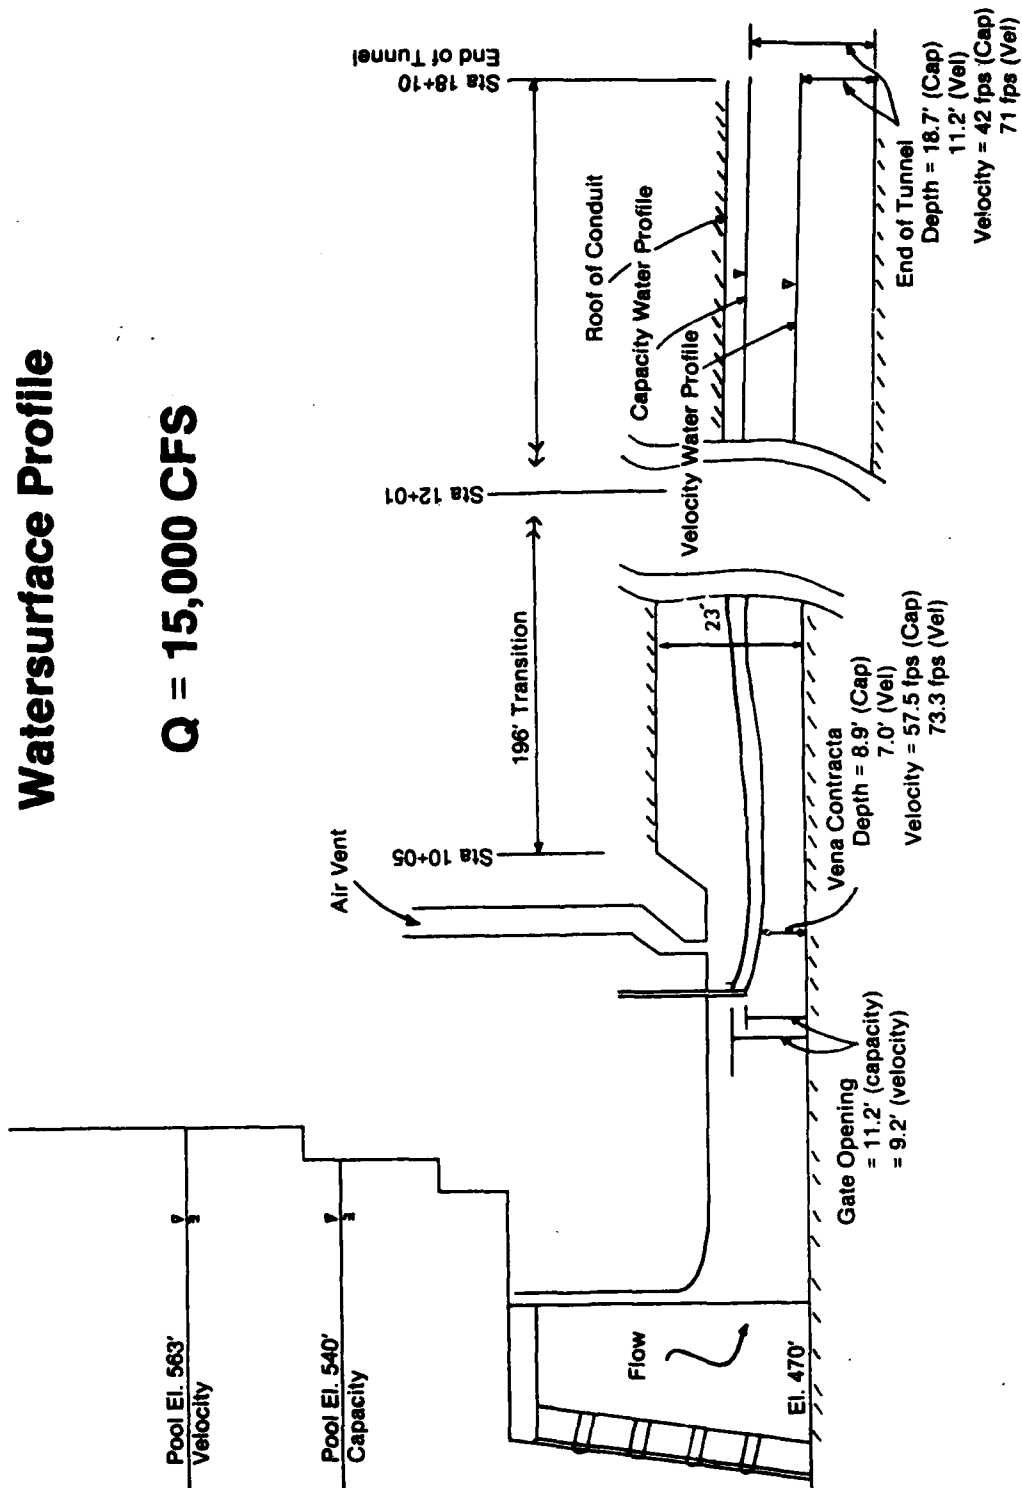 Watersurface Profile
Q = 15,000 CFS
Pool El. 563'
Velocity
Pool El. 540'
Capacity
Flow
El. 470'
Gate Opening
= 11.2' (capacity)
= 9.2' (velocity)
Air Vent
Sta 10+05
196' Transition
Sta 12+01
23'
Vena Contracta
Depth = 8.9' (Cap)
7.0' (Vel)
Velocity = 57.5 fps (Cap)
73.3 fps (Vel)
Roof of Conduit
Capacity Water Profile
Velocity Water Profile
Sta 18+10
End of Tunnel
End of Tunnel
Depth = 18.7' (Cap)
11.2' (Vel)
Velocity = 42 fps (Cap)
71 fps (Vel)